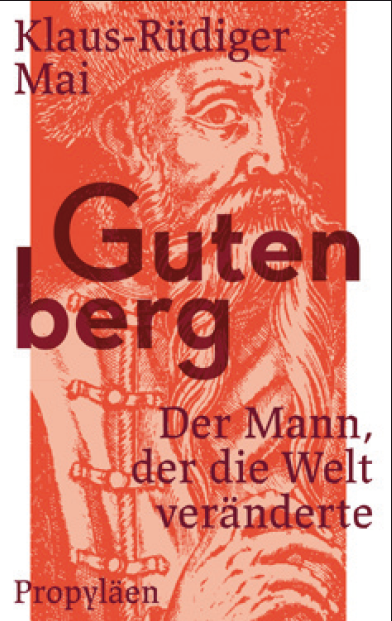 Klaus-Rüdiger
Mai
Guten
berg
Der Mann,
der die Welt
veränderte
Propyläen